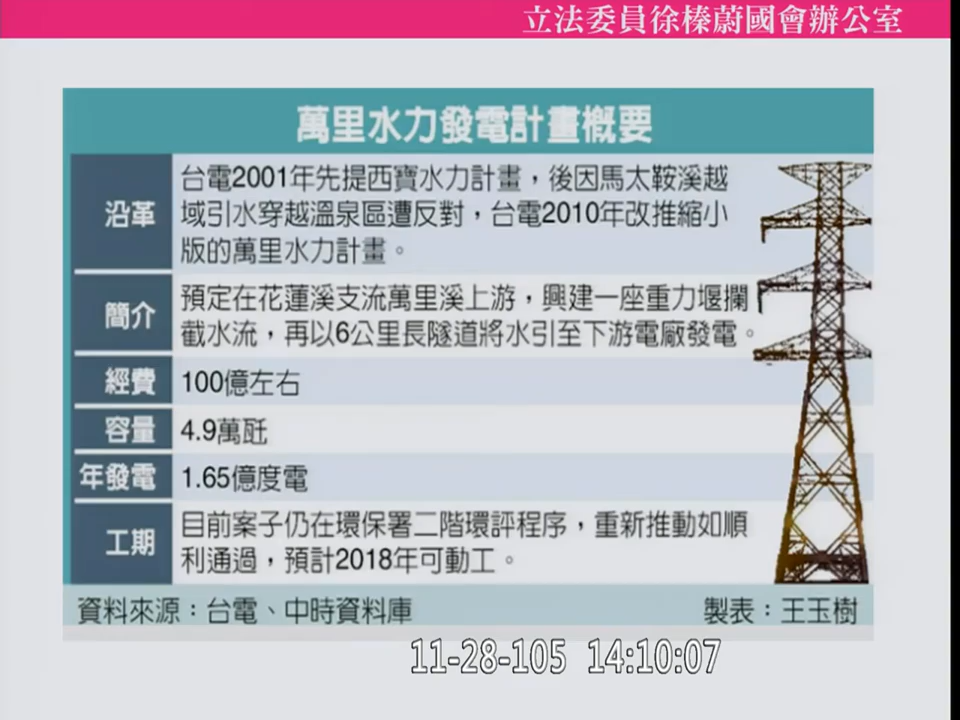 立法委員徐榛蔚國會辦公室
萬里水力發電計畫概要
沿革
台電2001年先提西寶水力計畫，後因馬太鞍溪越
域引水穿越溫泉區遭反對，台電2010年改推縮小
版的萬里水力計畫。
簡介
預定在花蓮溪支流萬里溪上游，興建一座重力堰攔
截水流，再以6公里長隧道將水引至下游電廠發電。
經費
100億左右
容量
4.9萬瓩
年發電
1.65億度電
工期
目前案子仍在環保署二階環評程序，重新推動如順
利通過，預計2018年可動工。
資料來源：台電、中時資料庫
製表：王玉樹
11-28-105 14:10:07